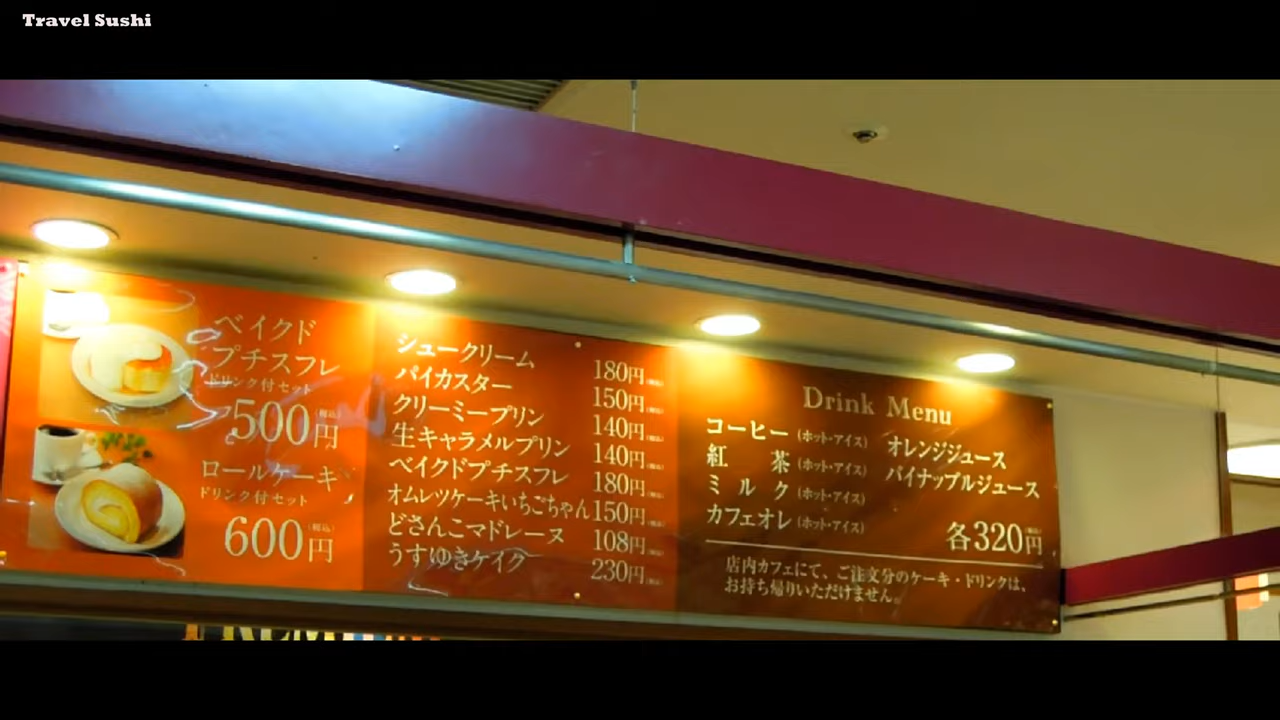 Travel Sushi
ベイクド
プチスフレ
ドリンク付セット
500円(税込)
ロールケーキ
ドリンク付セット
600円(税込)
シュークリーム 180円
パイカスター 150円
クリーミープリン 140円
生キャラメルプリン 140円
ベイクドプチスフレ 180円
オムレツケーキいちごちゃん 150円
どさんこマドレーヌ 108円
うすゆきケイク 230円
Drink Menu
コーヒー (ホット・アイス)
紅茶 (ホット・アイス)
ミルク (ホット・アイス)
カフェオレ (ホット・アイス)
オレンジジュース
パイナップルジュース
各320円
店内カフェにて、ご注文分のケーキ・ドリンクは、
お持ち帰りいただけません。